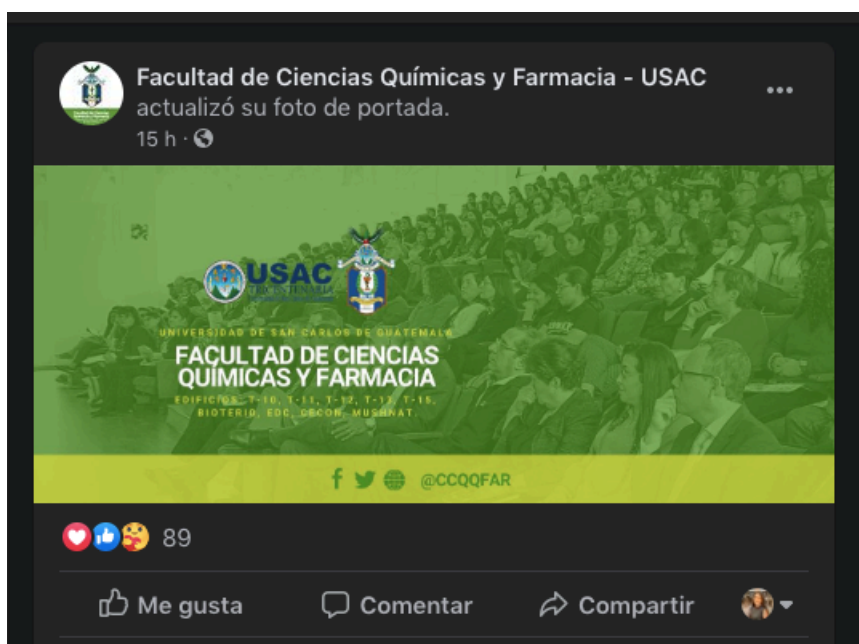 Facultad de Ciencias Químicas y Farmacia - USAC
actualizó su foto de portada.
15 h ·
USAC
TRICENTENARIA
UNIVERSIDAD DE SAN CARLOS DE GUATEMALA
FACULTAD DE CIENCIAS
QUÍMICAS Y FARMACIA
EDIFICIOS: T-10, T-11, T-12, T-13, T-15,
BIOTERIO, EDC, CECON, MUSHNAT.
@CCQQFAR
89
Me gusta
Comentar
Compartir